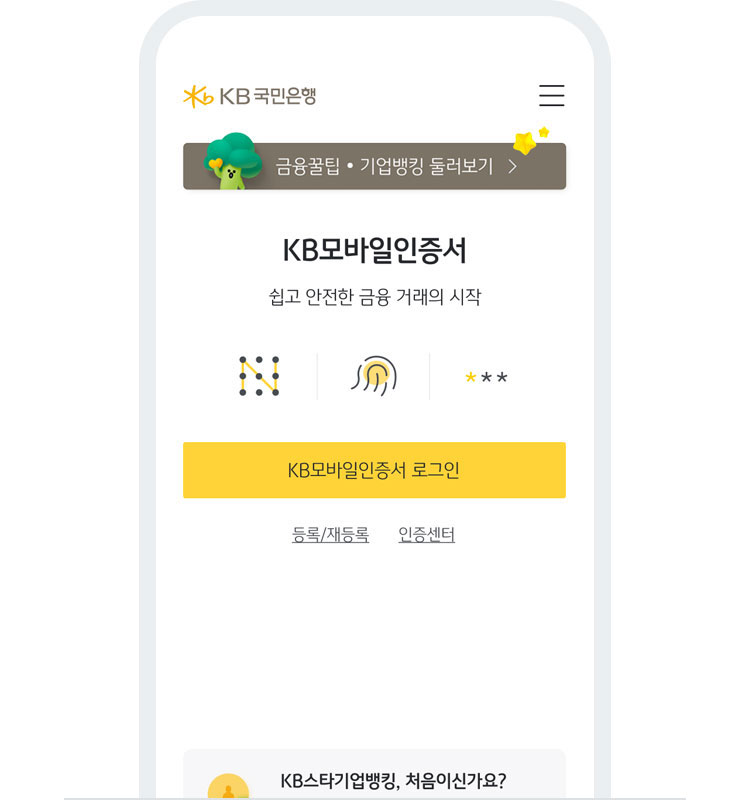 KB 국민은행
금융꿀팁 • 기업뱅킹 둘러보기
KB모바일인증서
쉽고 안전한 금융 거래의 시작
***
KB모바일인증서 로그인
등록/재등록 인증센터
KB스타기업뱅킹, 처음이신가요?